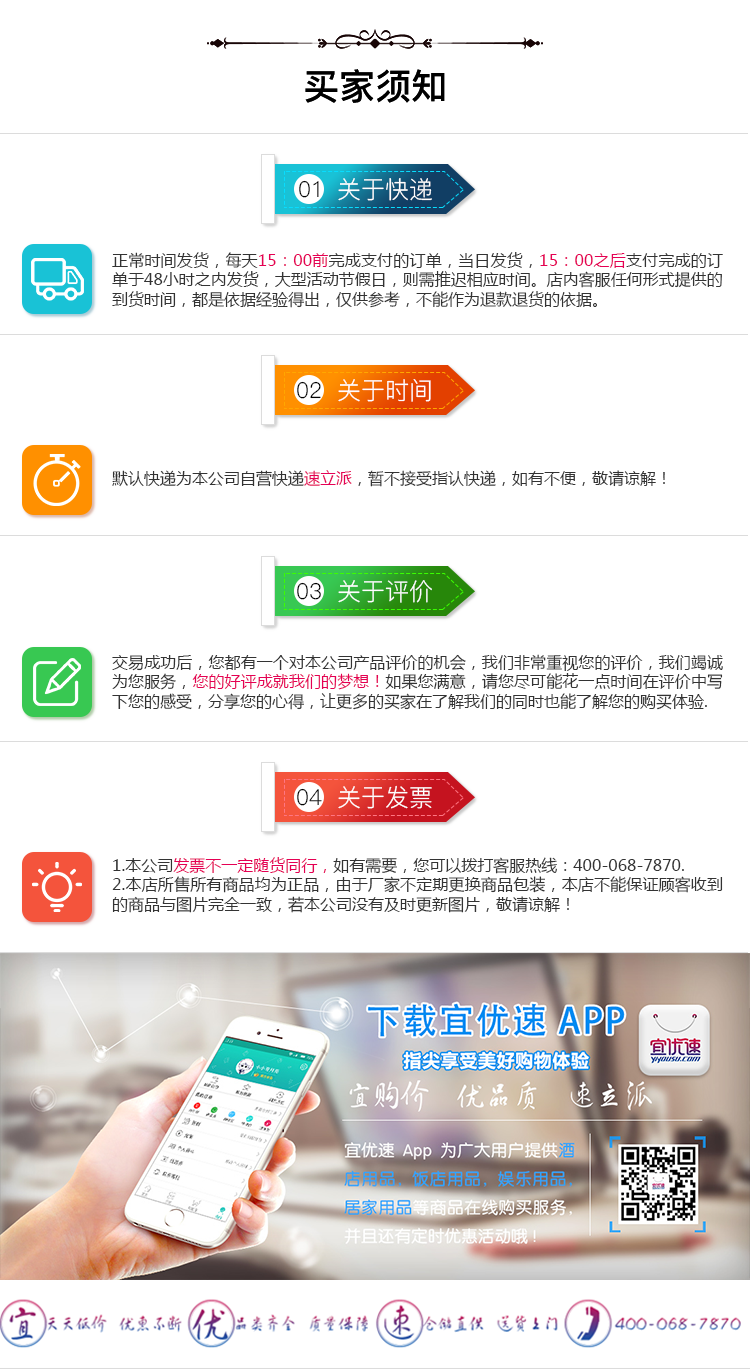 买家须知
01 关于快递
正常时间发货，每天15：00前完成支付的订单，当日发货，15：00之后支付完成的订
单于48小时之内发货，大型活动节假日，则需推迟相应时间。店内客服任何形式提供的
到货时间，都是依据经验得出，仅供参考，不能作为退款退货的依据。
02 关于时间
默认快递为本公司自营快递速立派，暂不接受指认快递，如有不便，敬请谅解！
03 关于评价
交易成功后，您都有一个对本公司产品评价的机会，我们非常重视您的评价，我们竭诚
为您服务，您的好评成就我们的梦想！如果您满意，请您尽可能花一点时间在评价中写
下您的感受，分享您的心得，让更多的买家在了解我们的同时也能了解您的购买体验.
04 关于发票
1.本公司发票不一定随货同行，如有需要，您可以拨打客服热线：400-068-7870.
2.本店所售所有商品均为正品，由于厂家不定期更换商品包装，本店不能保证顾客收到
的商品与图片完全一致，若本公司没有及时更新图片，敬请谅解！
下载宜优速 APP
宜优速
YiYOUSU.com
指尖享受美好购物体验
宜购价 优品质 速立派
宜优速 App 为广大用户提供酒
店用品、饭店用品、娱乐用品、
居家用品等商品在线购买服务，
并且还有定时优惠活动哦！
宜 天天低价 优惠不断 优 品类齐全 质量保障 速 仓储直供 送货上门 400-068-7870